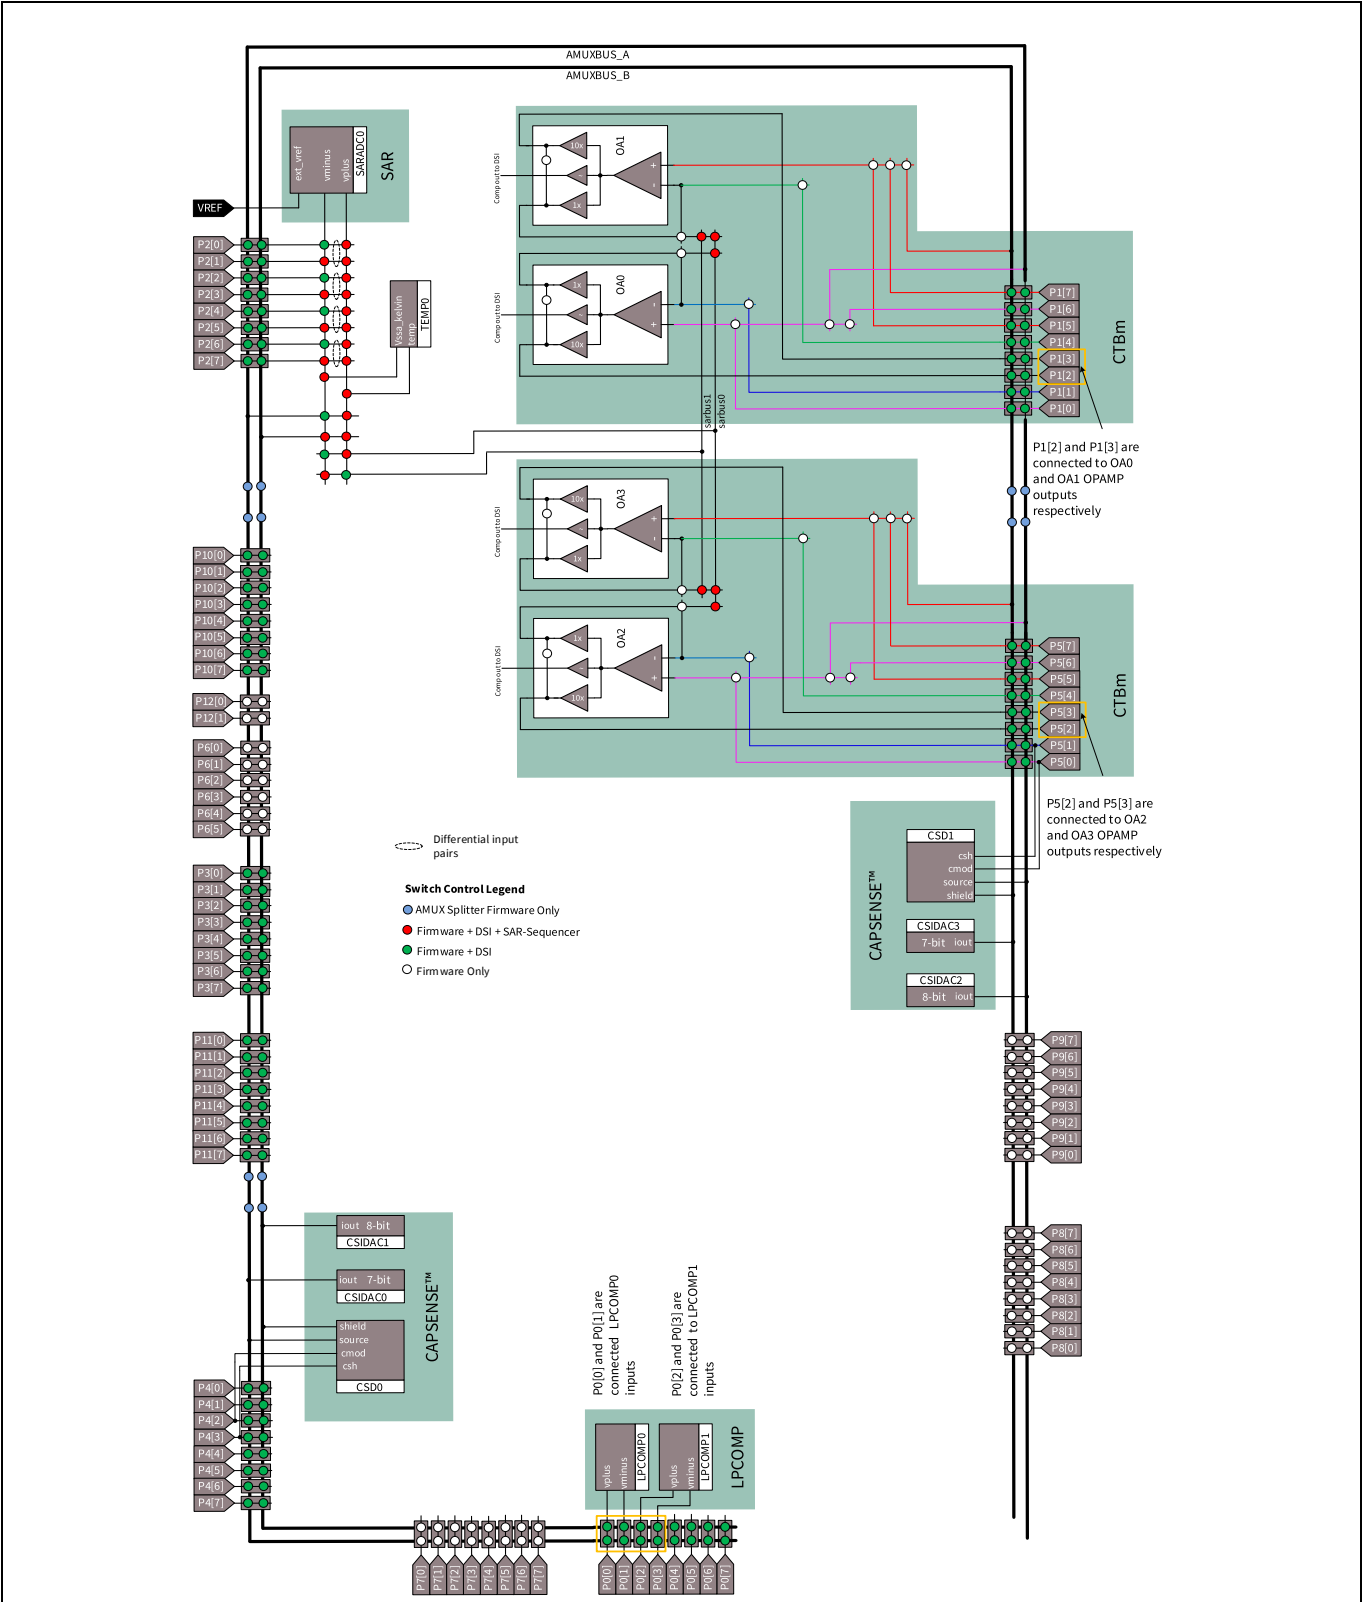 AMUXBUS_A
AMUXBUS_B
ext_vref
vminus
vplus
SARADC0
SAR
VREF
P2[0]
P2[1]
P2[2]
P2[3]
P2[4]
P2[5]
P2[6]
P2[7]
Vssa_kelvin
temp
TEMP0
Comp out to DSI
10x
~
1x
OA1
+
-
Comp out to DSI
1x
~
10x
OA0
-
+
sarbus1
sarbus0
P1[7]
P1[6]
P1[5]
P1[4]
P1[3]
P1[2]
P1[1]
P1[0]
CTBm
P1[2] and P1[3] are
connected to OA0
and OA1 OPAMP
outputs
respectively
Comp out to DSI
10x
~
1x
OA3
+
-
Comp out to DSI
1x
~
10x
OA2
-
+
P5[7]
P5[6]
P5[5]
P5[4]
P5[3]
P5[2]
P5[1]
P5[0]
CTBm
P5[2] and P5[3] are
connected to OA2
and OA3 OPAMP
outputs respectively
P10[0]
P10[1]
P10[2]
P10[3]
P10[4]
P10[5]
P10[6]
P10[7]
P12[0]
P12[1]
P6[0]
P6[1]
P6[2]
P6[3]
P6[4]
P6[5]
P3[0]
P3[1]
P3[2]
P3[3]
P3[4]
P3[5]
P3[6]
P3[7]
Differential input
pairs
Switch Control Legend
AMUX Splitter Firmware Only
Firmware + DSI + SAR-Sequencer
Firmware + DSI
Firmware Only
CAPSENSE™
CSD1
csh
cmod
source
shield
CSIDAC3
7-bit iout
CSIDAC2
8-bit iout
P11[0]
P11[1]
P11[2]
P11[3]
P11[4]
P11[5]
P11[6]
P11[7]
P9[7]
P9[6]
P9[5]
P9[4]
P9[3]
P9[2]
P9[1]
P9[0]
P8[7]
P8[6]
P8[5]
P8[4]
P8[3]
P8[2]
P8[1]
P8[0]
iout 8-bit
CSIDAC1
iout 7-bit
CSIDAC0
shield
source
cmod
csh
CSD0
CAPSENSE™
P4[0]
P4[1]
P4[2]
P4[3]
P4[4]
P4[5]
P4[6]
P4[7]
P0[0] and P0[1] are
connected LPCOMP0
inputs
P0[2] and P0[3] are
connected to LPCOMP1
inputs
vplus
vminus
LPCOMP0
vplus
vminus
LPCOMP1
LPCOMP
P7[0]
P7[1]
P7[2]
P7[3]
P7[4]
P7[5]
P7[6]
P7[7]
P0[0]
P0[1]
P0[2]
P0[3]
P0[4]
P0[5]
P0[6]
P0[7]